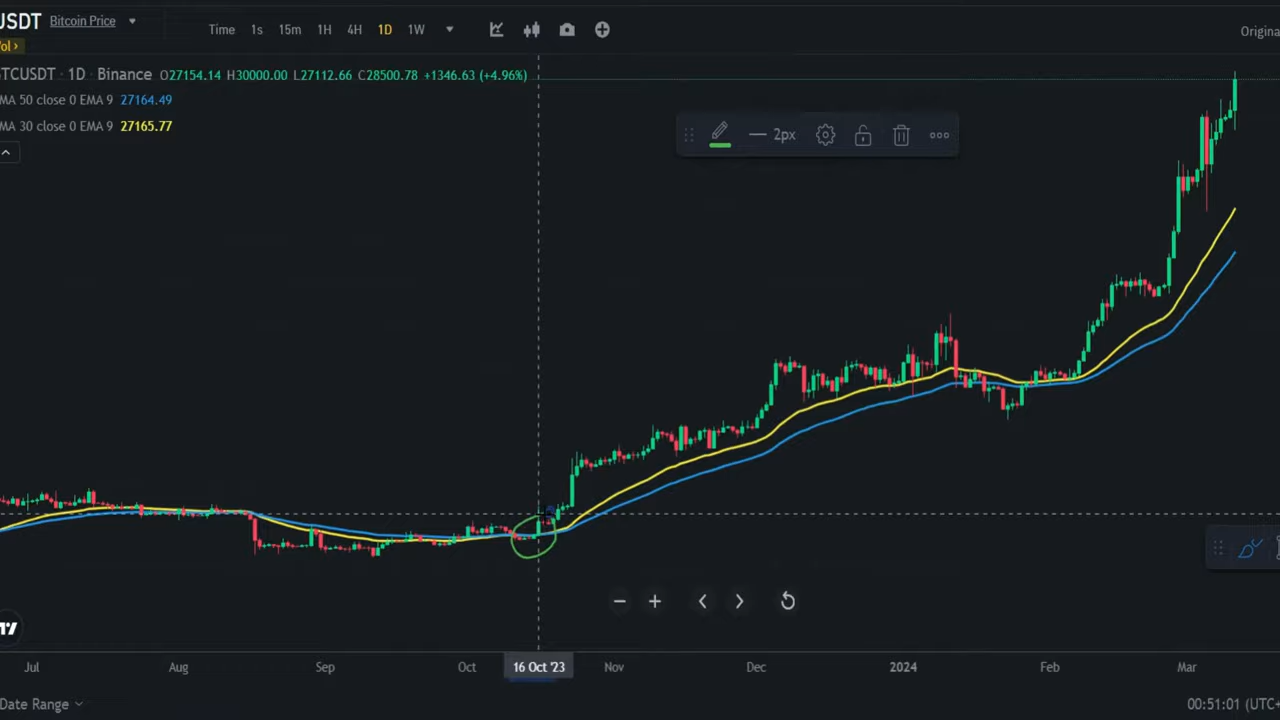 USDT Bitcoin Price
Time 1s 15m 1H 4H 1D 1W
Origina
ol ›
TCUSDT · 1D · Binance O27154.14 H30000.00 L27112.66 C28500.78 +1346.63 (+4.96%)
MA 50 close 0 EMA 9 27164.49
MA 30 close 0 EMA 9 27165.77
2px
Jul Aug Sep Oct 16 Oct '23 Nov Dec 2024 Feb Mar
Date Range
00:51:01 (UTC+